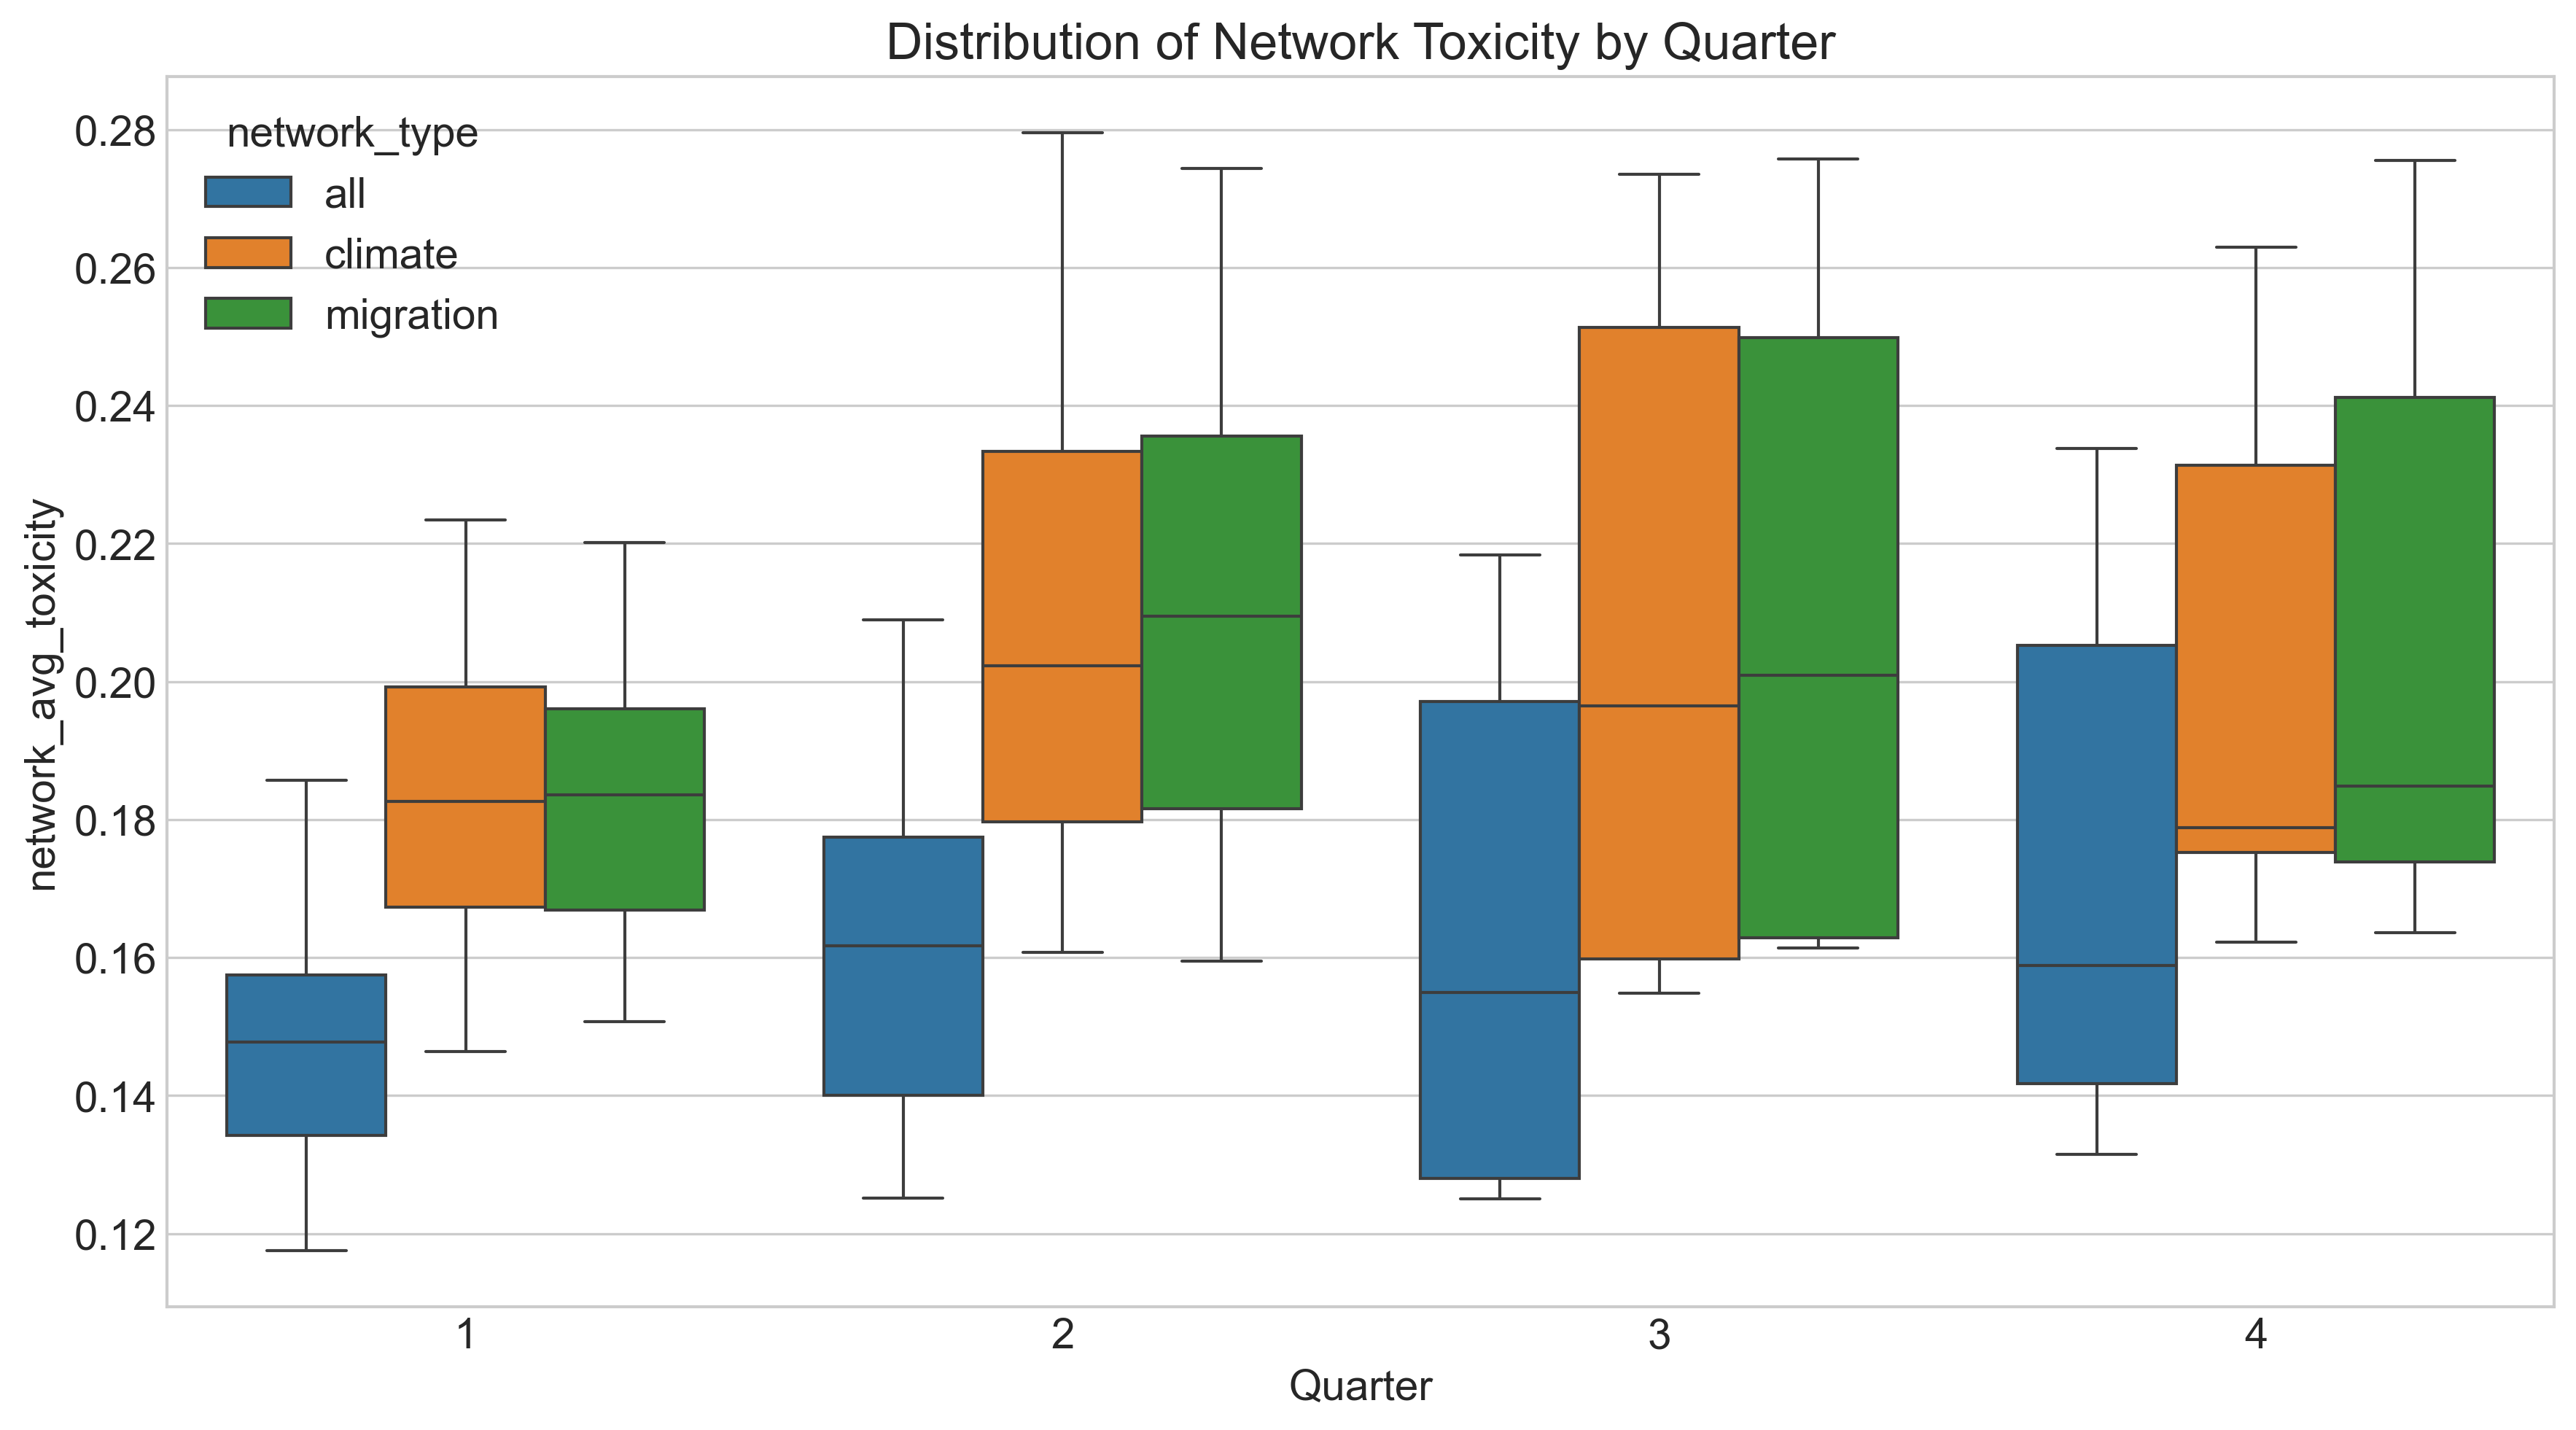 Distribution of Network Toxicity by Quarter
network_type
all
climate
migration
network_avg_toxicity
0.28
0.26
0.24
0.22
0.20
0.18
0.16
0.14
0.12
1 2 3 4
Quarter